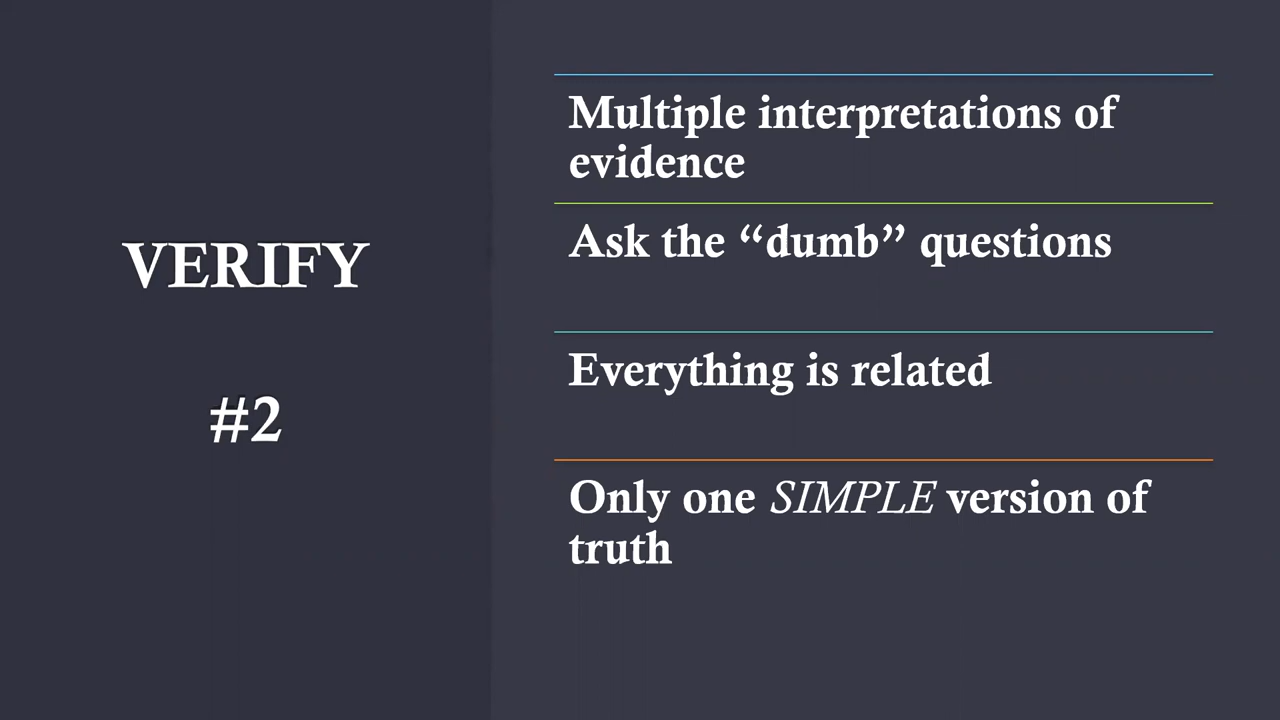 VERIFY
#2
Multiple interpretations of
evidence
Ask the “dumb” questions
Everything is related
Only one SIMPLE version of
truth